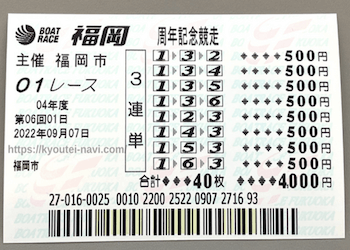 BOAT RACE 福岡 周年記念競走
主催 福岡市
01レース
04年度
第06回01日
2022年09月07日
https://kyoutei-navi.com/
福岡市
3連単
1 3 2 ◆◆◆◆500円
1 3 4 ◆◆◆◆500円
1 3 5 ◆◆◆◆500円
1 3 6 ◆◆◆◆500円
1 2 3 ◆◆◆◆500円
1 4 3 ◆◆◆◆500円
1 5 3 ◆◆◆◆500円
1 6 3 ◆◆◆◆500円
合計◆◆◆40枚 ◆◆◆4,000円
27-016-0025 0010 2200 2522 0907 2716 93